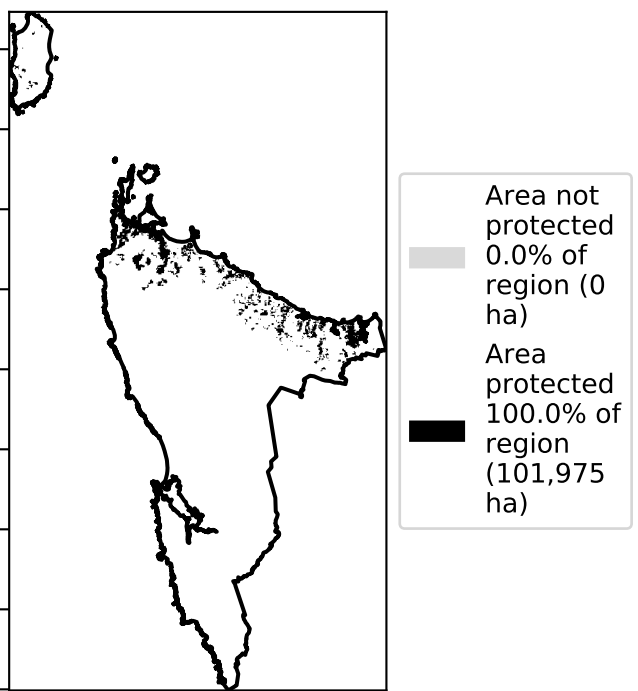 Area not
protected
0.0% of
region (0
ha)
Area
protected
100.0% of
region
(101,975
ha)